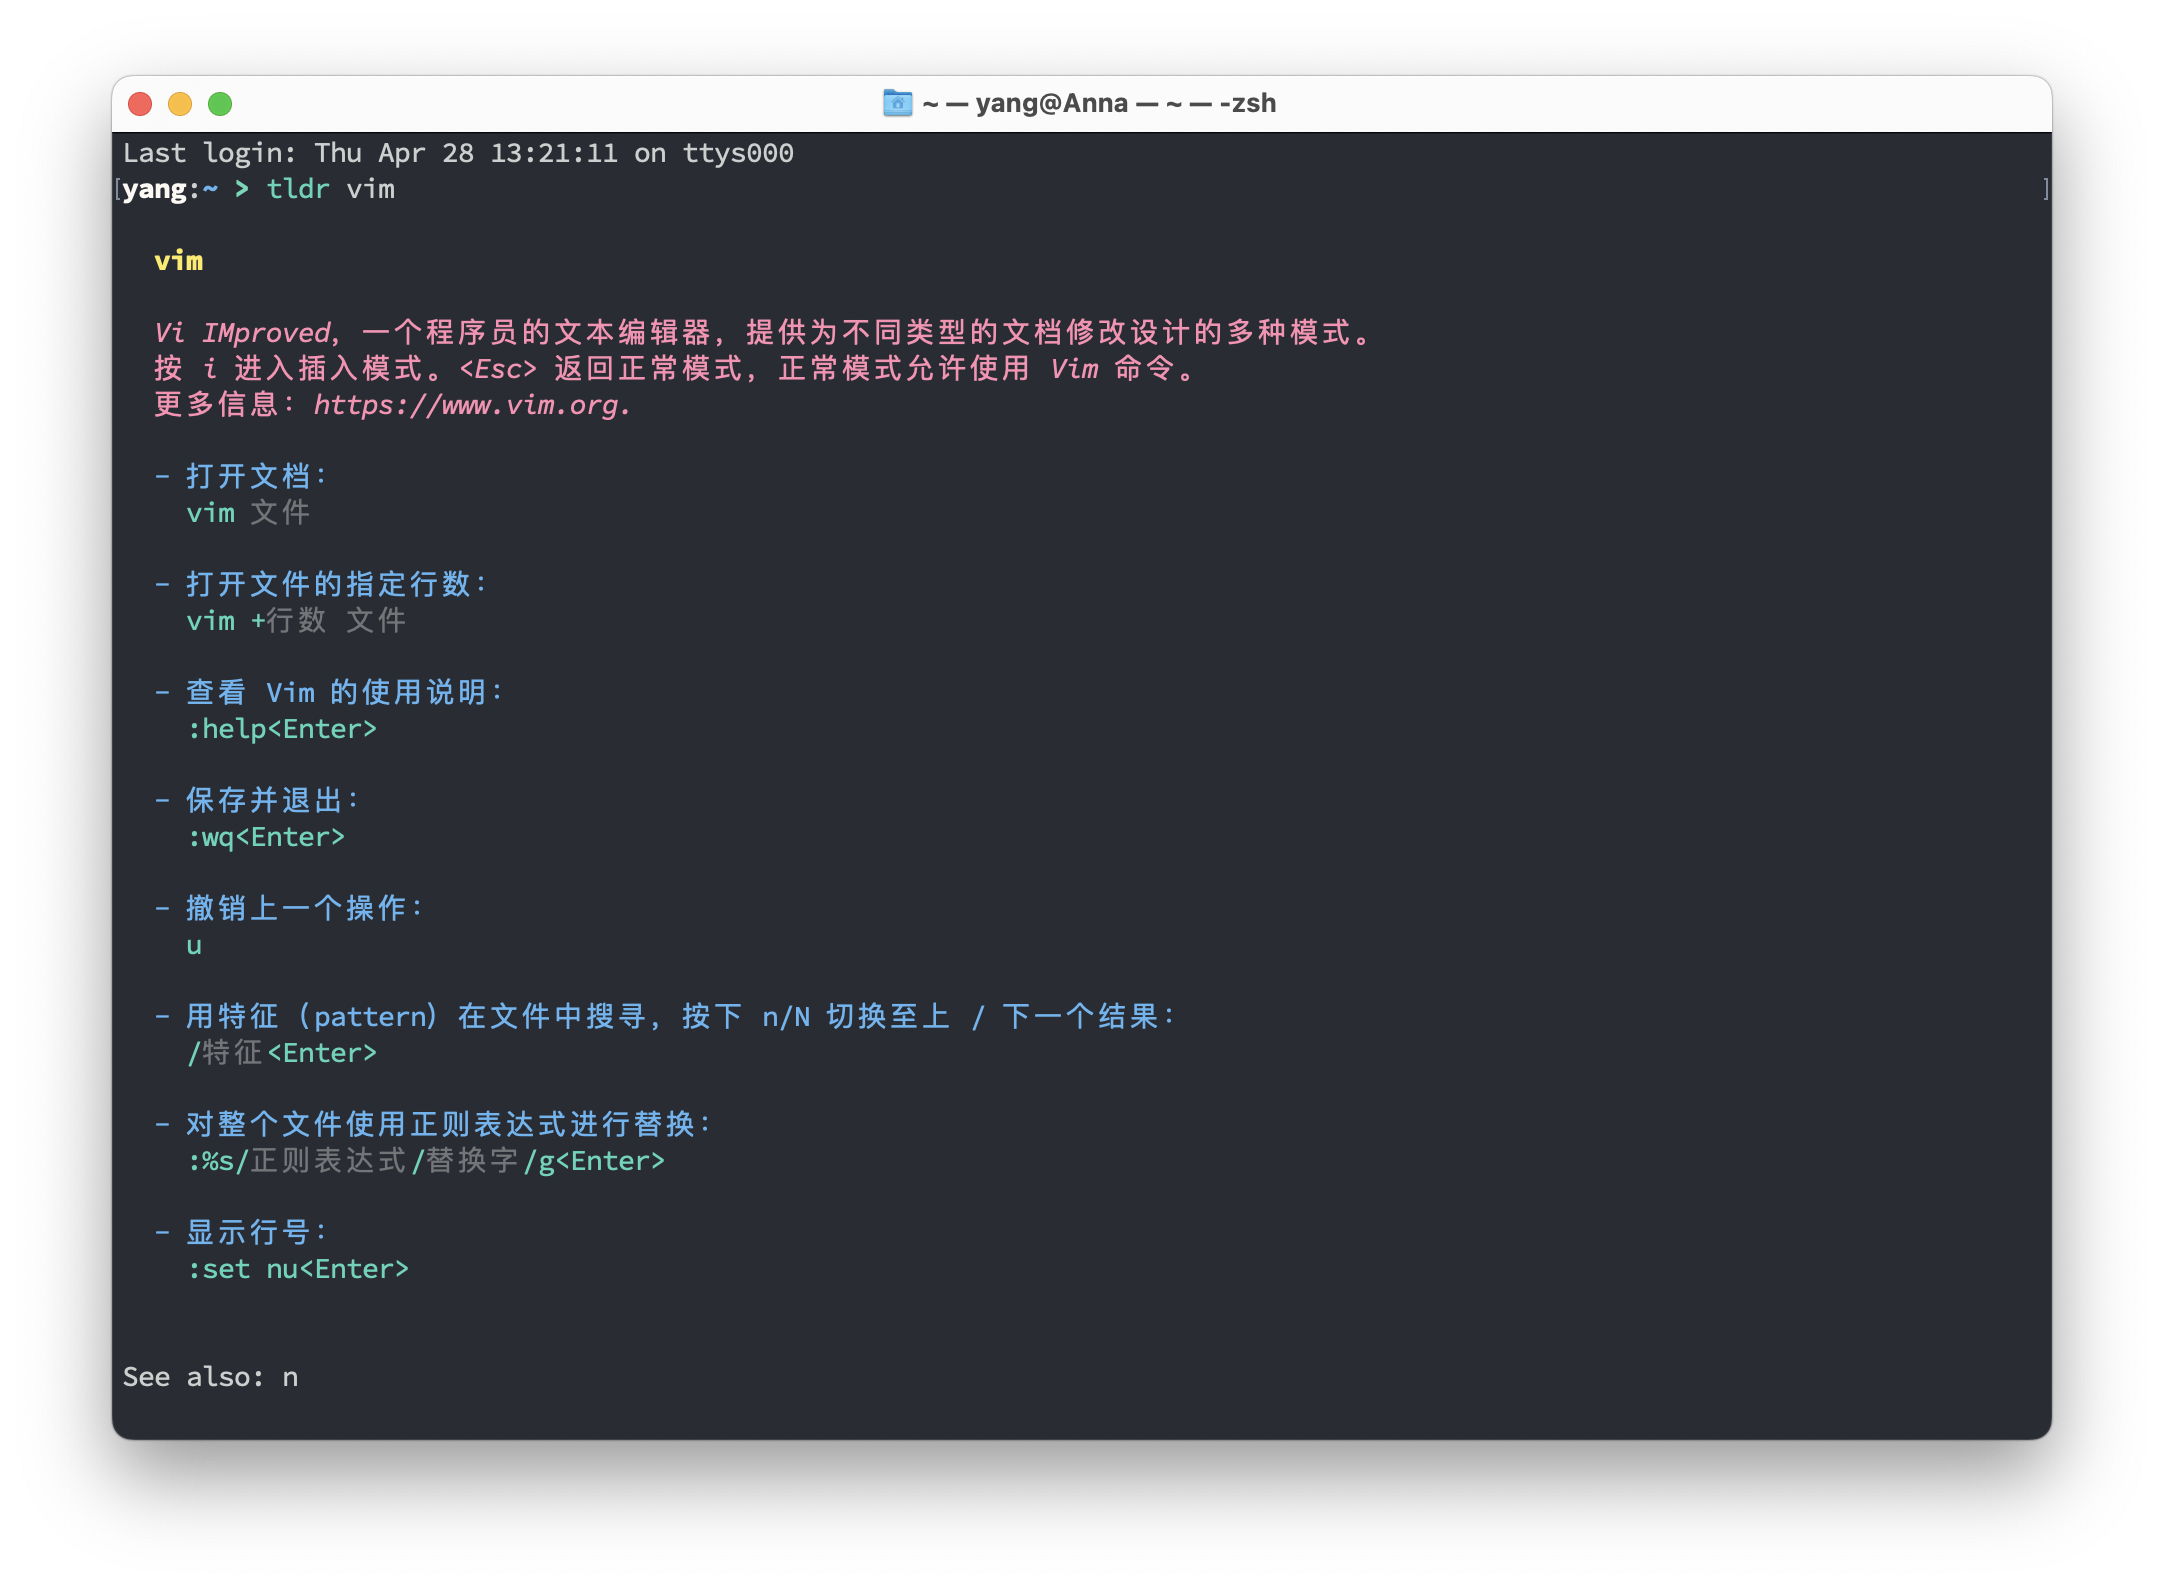 ~ — yang@Anna — ~ — -zsh
Last login: Thu Apr 28 13:21:11 on ttys000
[yang:~ > tldr vim ]
vim
Vi IMproved，一个程序员的文本编辑器，提供为不同类型的文档修改设计的多种模式。
按 i 进入插入模式。<Esc> 返回正常模式，正常模式允许使用 Vim 命令。
更多信息：https://www.vim.org.
- 打开文档：
vim 文件
- 打开文件的指定行数：
vim +行数 文件
- 查看 Vim 的使用说明：
:help<Enter>
- 保存并退出：
:wq<Enter>
- 撤销上一个操作：
u
- 用特征（pattern）在文件中搜寻，按下 n/N 切换至上 / 下一个结果：
/特征<Enter>
- 对整个文件使用正则表达式进行替换：
:%s/正则表达式/替换字/g<Enter>
- 显示行号：
:set nu<Enter>
See also: n